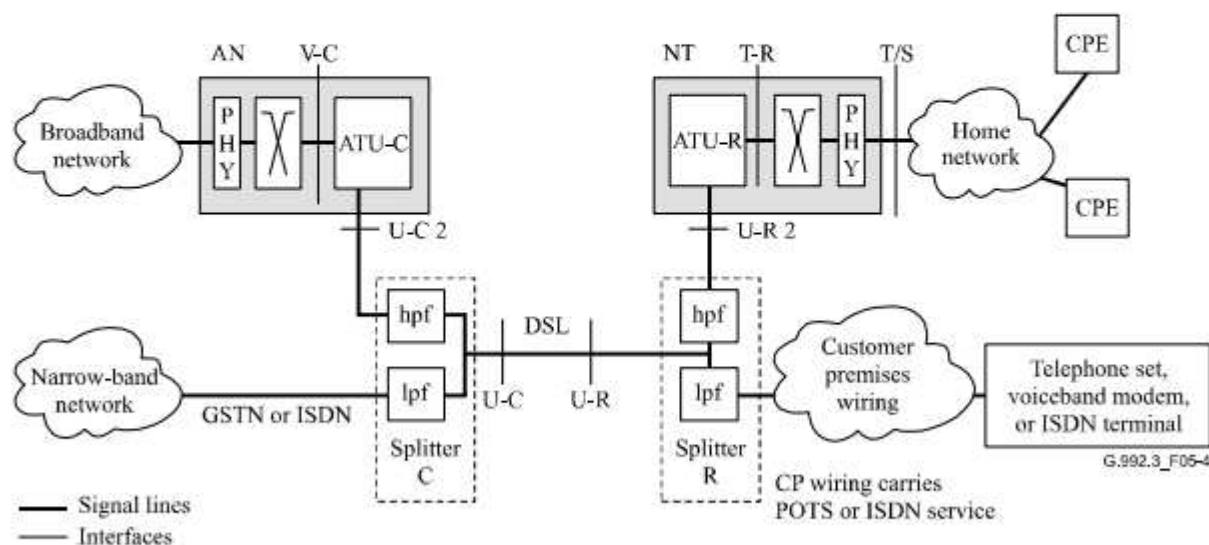 AN
V-C
NT
T-R
T/S
CPE
Broadband
network
P
H
Y
ATU-C
ATU-R
P
H
Y
Home
network
CPE
U-C 2
U-R 2
hpf
DSL
hpf
Narrow-band
network
GSTN or ISDN
lpf
U-C
U-R
lpf
Customer
premises
wiring
Telephone set,
voiceband modem,
or ISDN terminal
G.992.3_F05-4
Splitter
C
Splitter
R
CP wiring carries
POTS or ISDN service
Signal lines
Interfaces